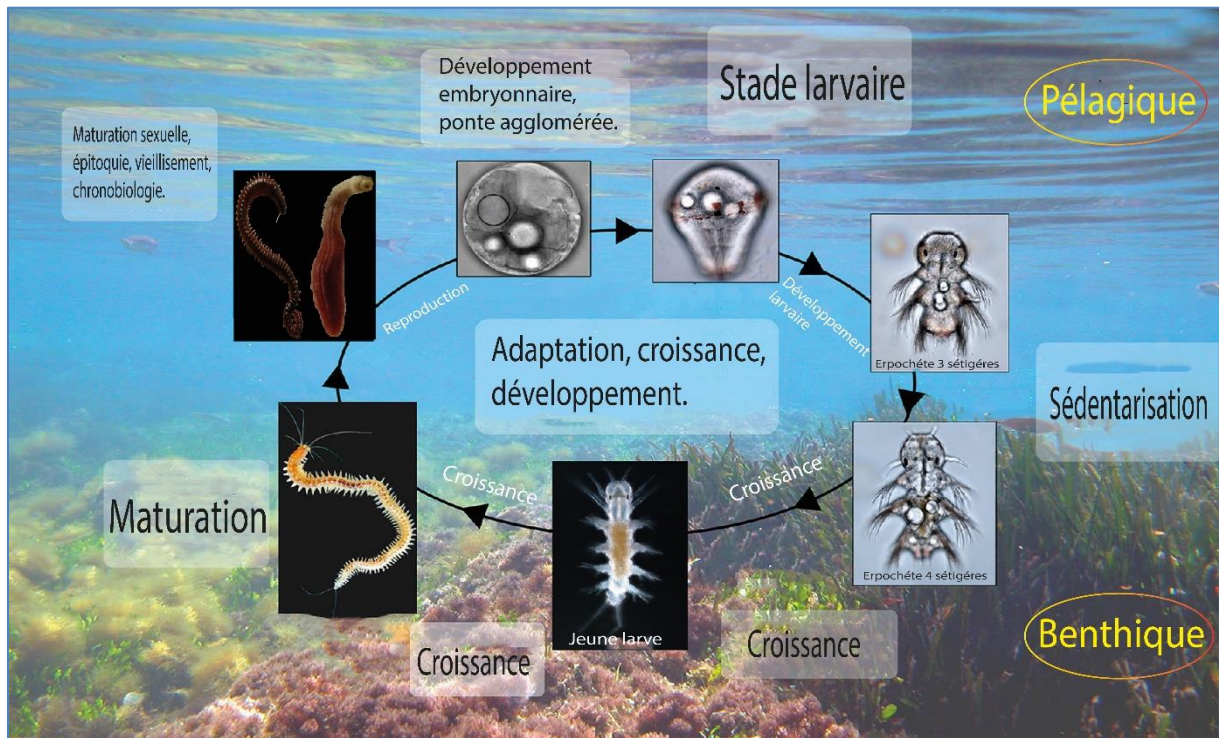 Développement
embryonnaire,
ponte agglomérée.
Stade larvaire
Pélagique
Maturation sexuelle,
épitoquie, vieillisement,
chronobiologie.
Reproduction
Développement
larvaire
Erpochéte 3 sétigéres
Adaptation, croissance,
développement.
Sédentarisation
Maturation
Croissance
Croissance
Erpochéte 4 sétigéres
Jeune larve
Croissance
Croissance
Benthique